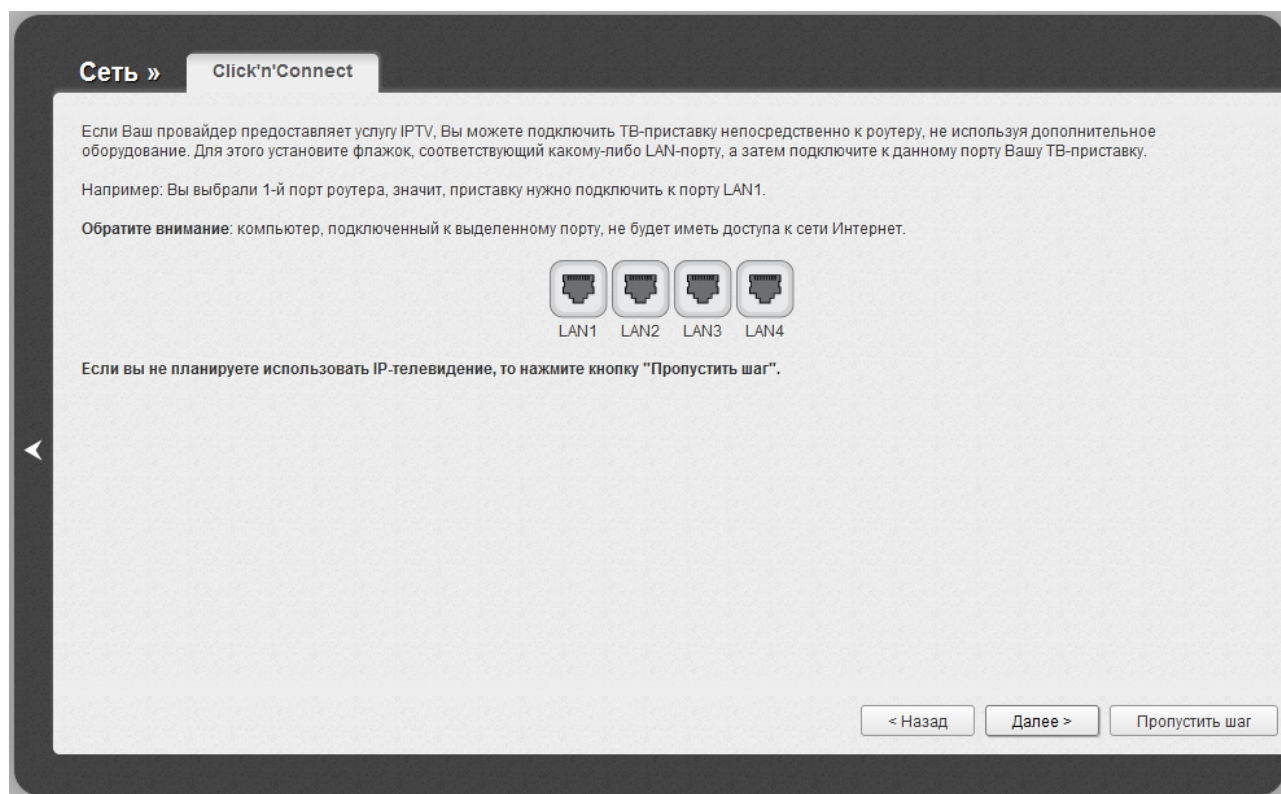 Сеть »
Click'n'Connect
Если Ваш провайдер предоставляет услугу IPTV, Вы можете подключить ТВ-приставку непосредственно к роутеру, не используя дополнительное
оборудование. Для этого установите флажок, соответствующий какому-либо LAN-порту, а затем подключите к данному порту Вашу ТВ-приставку.
Например: Вы выбрали 1-й порт роутера, значит, приставку нужно подключить к порту LAN1.
Обратите внимание: компьютер, подключенный к выделенному порту, не будет иметь доступа к сети Интернет.
LAN1 LAN2 LAN3 LAN4
Если вы не планируете использовать IP-телевидение, то нажмите кнопку "Пропустить шаг".
< Назад Далее > Пропустить шаг